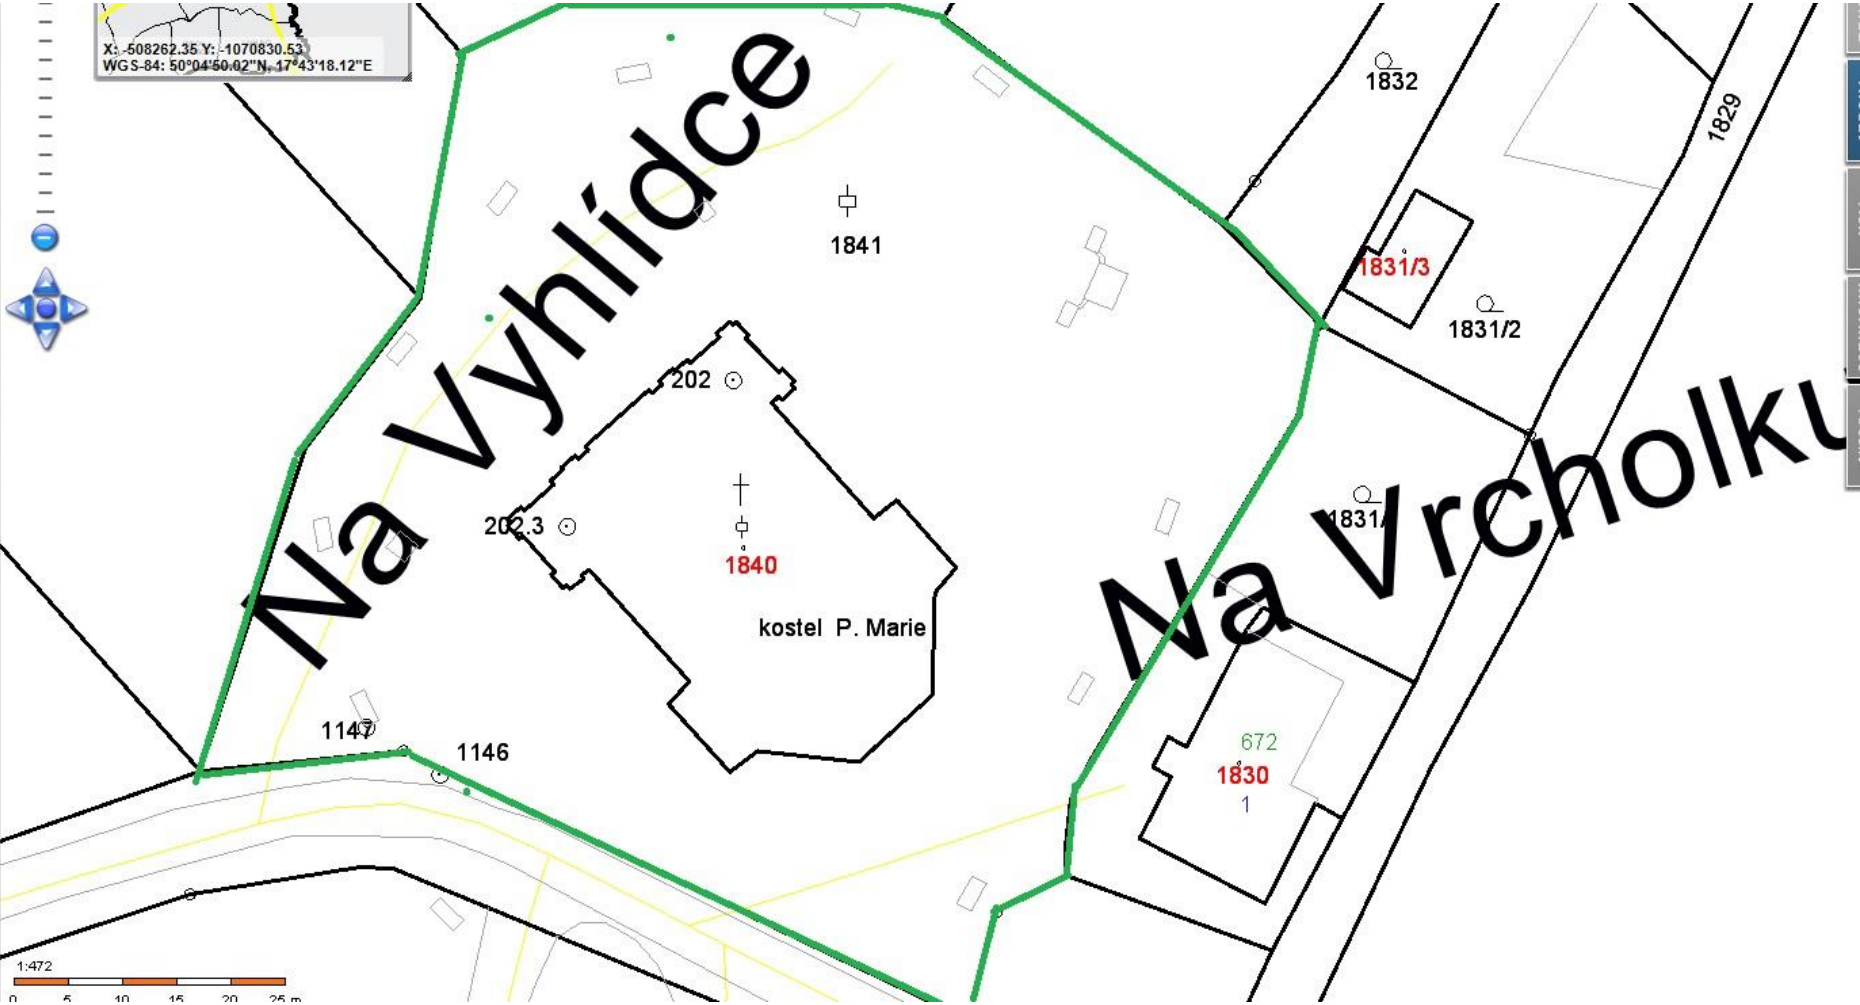 X: -508262.35 Y: -1070830.53
WGS-84: 50°04'50.02"N, 17°43'18.12"E
Na Vyhlídce
1832
1829
1841
1831/3
1831/2
202
202.3
1840
kostel P. Marie
Na Vrcholku
1831/
1147
1146
672
1830
1
1:472
0 5 10 15 20 25 m